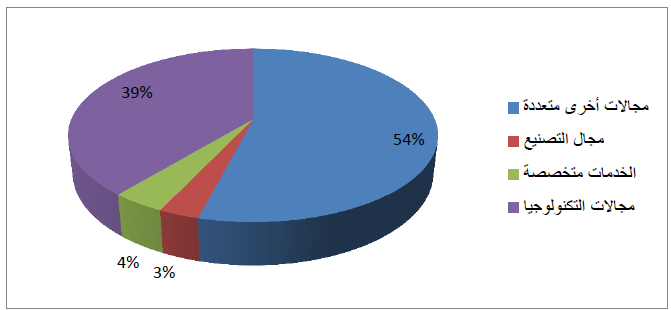 39%
54%
4%
3%
مجالات أخرى متعددة
مجال التصنيع
الخدمات متخصصة
مجالات التكنولوجيا